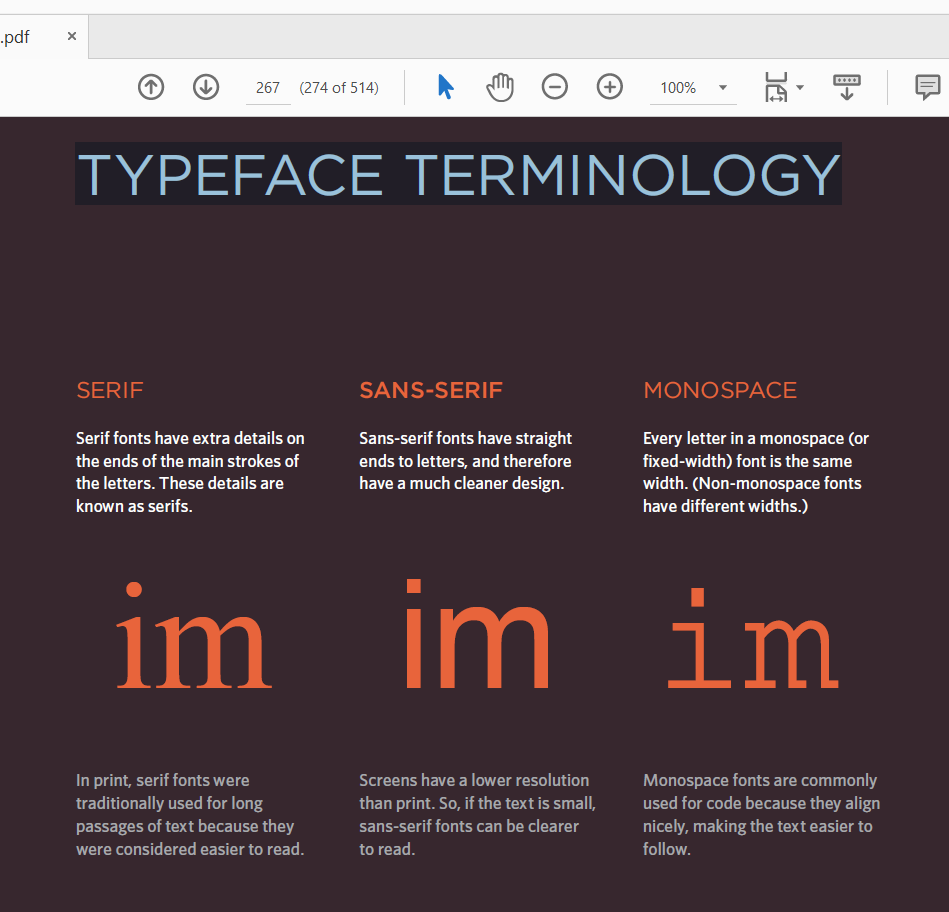 .pdf
267 (274 of 514) 100%
TYPEFACE TERMINOLOGY
SERIF
Serif fonts have extra details on
the ends of the main strokes of
the letters. These details are
known as serifs.
im
In print, serif fonts were
traditionally used for long
passages of text because they
were considered easier to read.
SANS-SERIF
Sans-serif fonts have straight
ends to letters, and therefore
have a much cleaner design.
im
Screens have a lower resolution
than print. So, if the text is small,
sans-serif fonts can be clearer
to read.
MONOSPACE
Every letter in a monospace (or
fixed-width) font is the same
width. (Non-monospace fonts
have different widths.)
im
Monospace fonts are commonly
used for code because they align
nicely, making the text easier to
follow.